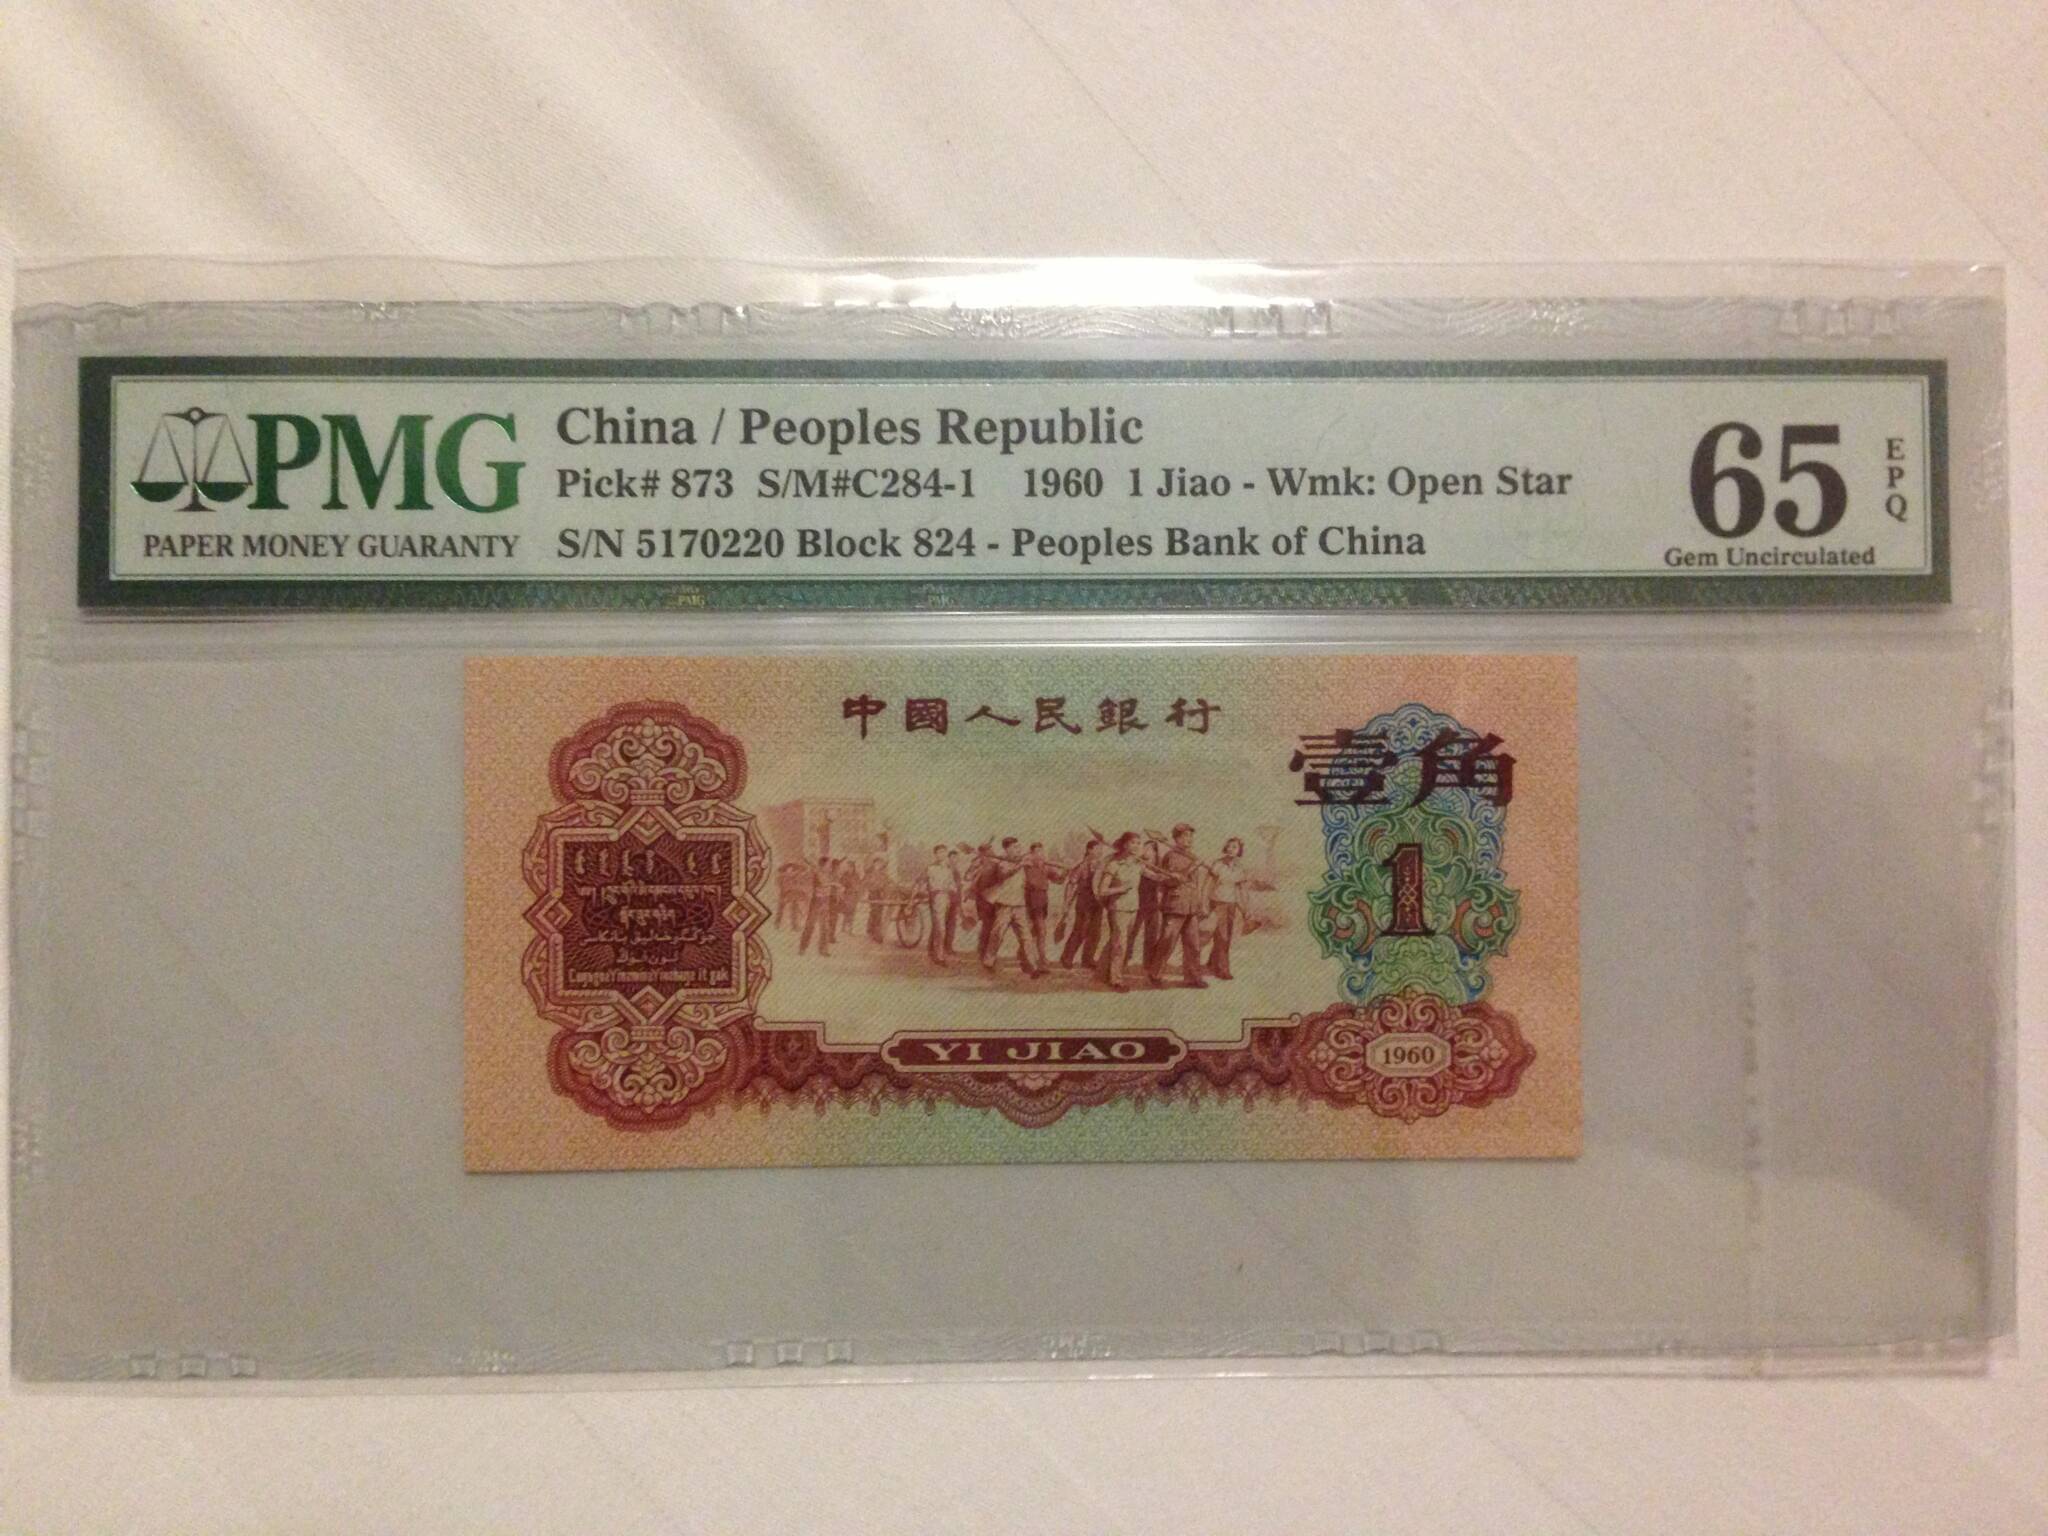 PMG
PAPER MONEY GUARANTY
China / Peoples Republic
Pick# 873 S/M#C284-1 1960 1 Jiao - Wmk: Open Star
S/N 5170220 Block 824 - Peoples Bank of China
65
EPQ
Gem Uncirculated
中國人民銀行
壹角
1
YI JIAO
1960